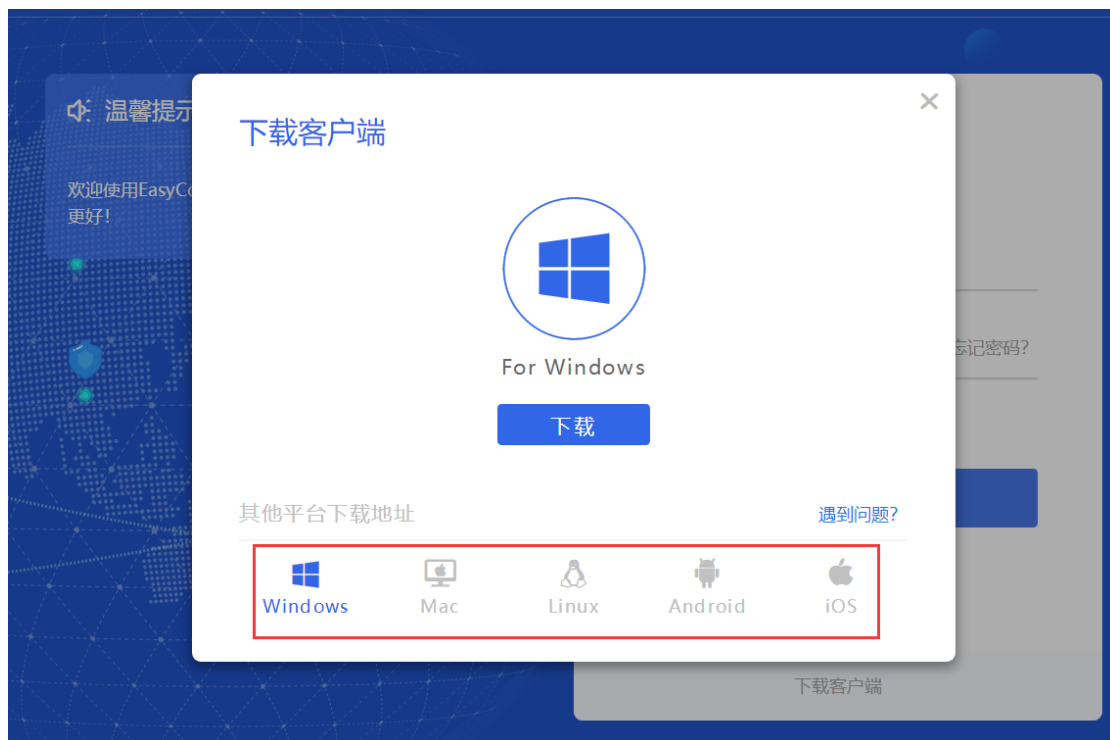 温馨提示
欢迎使用EasyCo
更好!
下载客户端
For Windows
下载
忘记密码?
其他平台下载地址
遇到问题?
Windows
Mac
Linux
Android
iOS
下载客户端